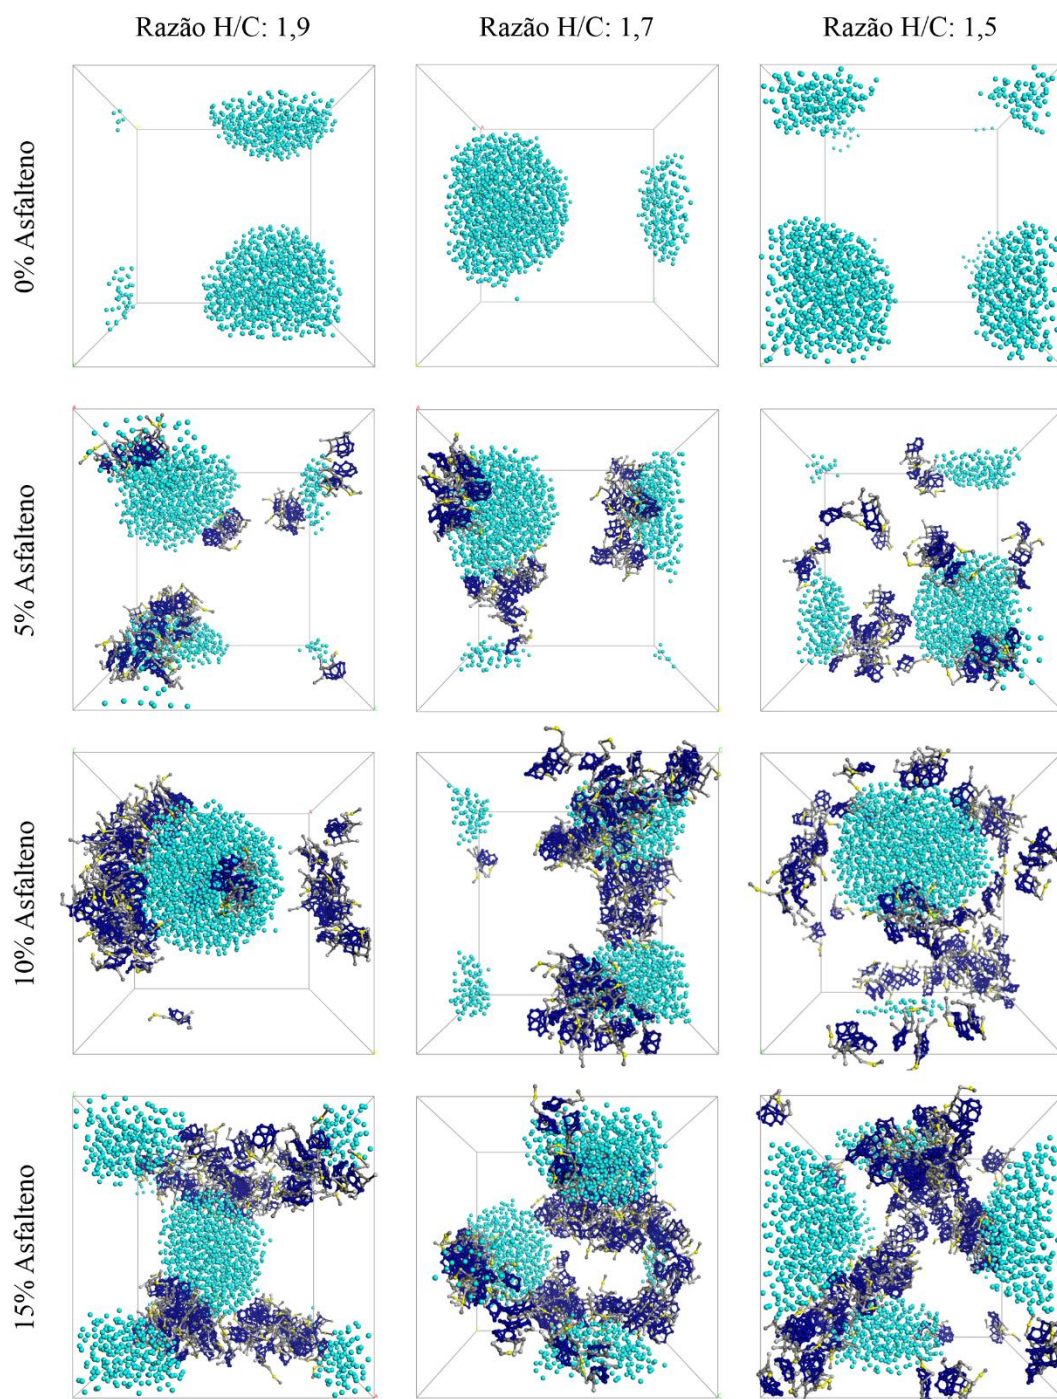 Razão H/C: 1,9
Razão H/C: 1,7
Razão H/C: 1,5
0% Asfalteno
5% Asfalteno
10% Asfalteno
15% Asfalteno